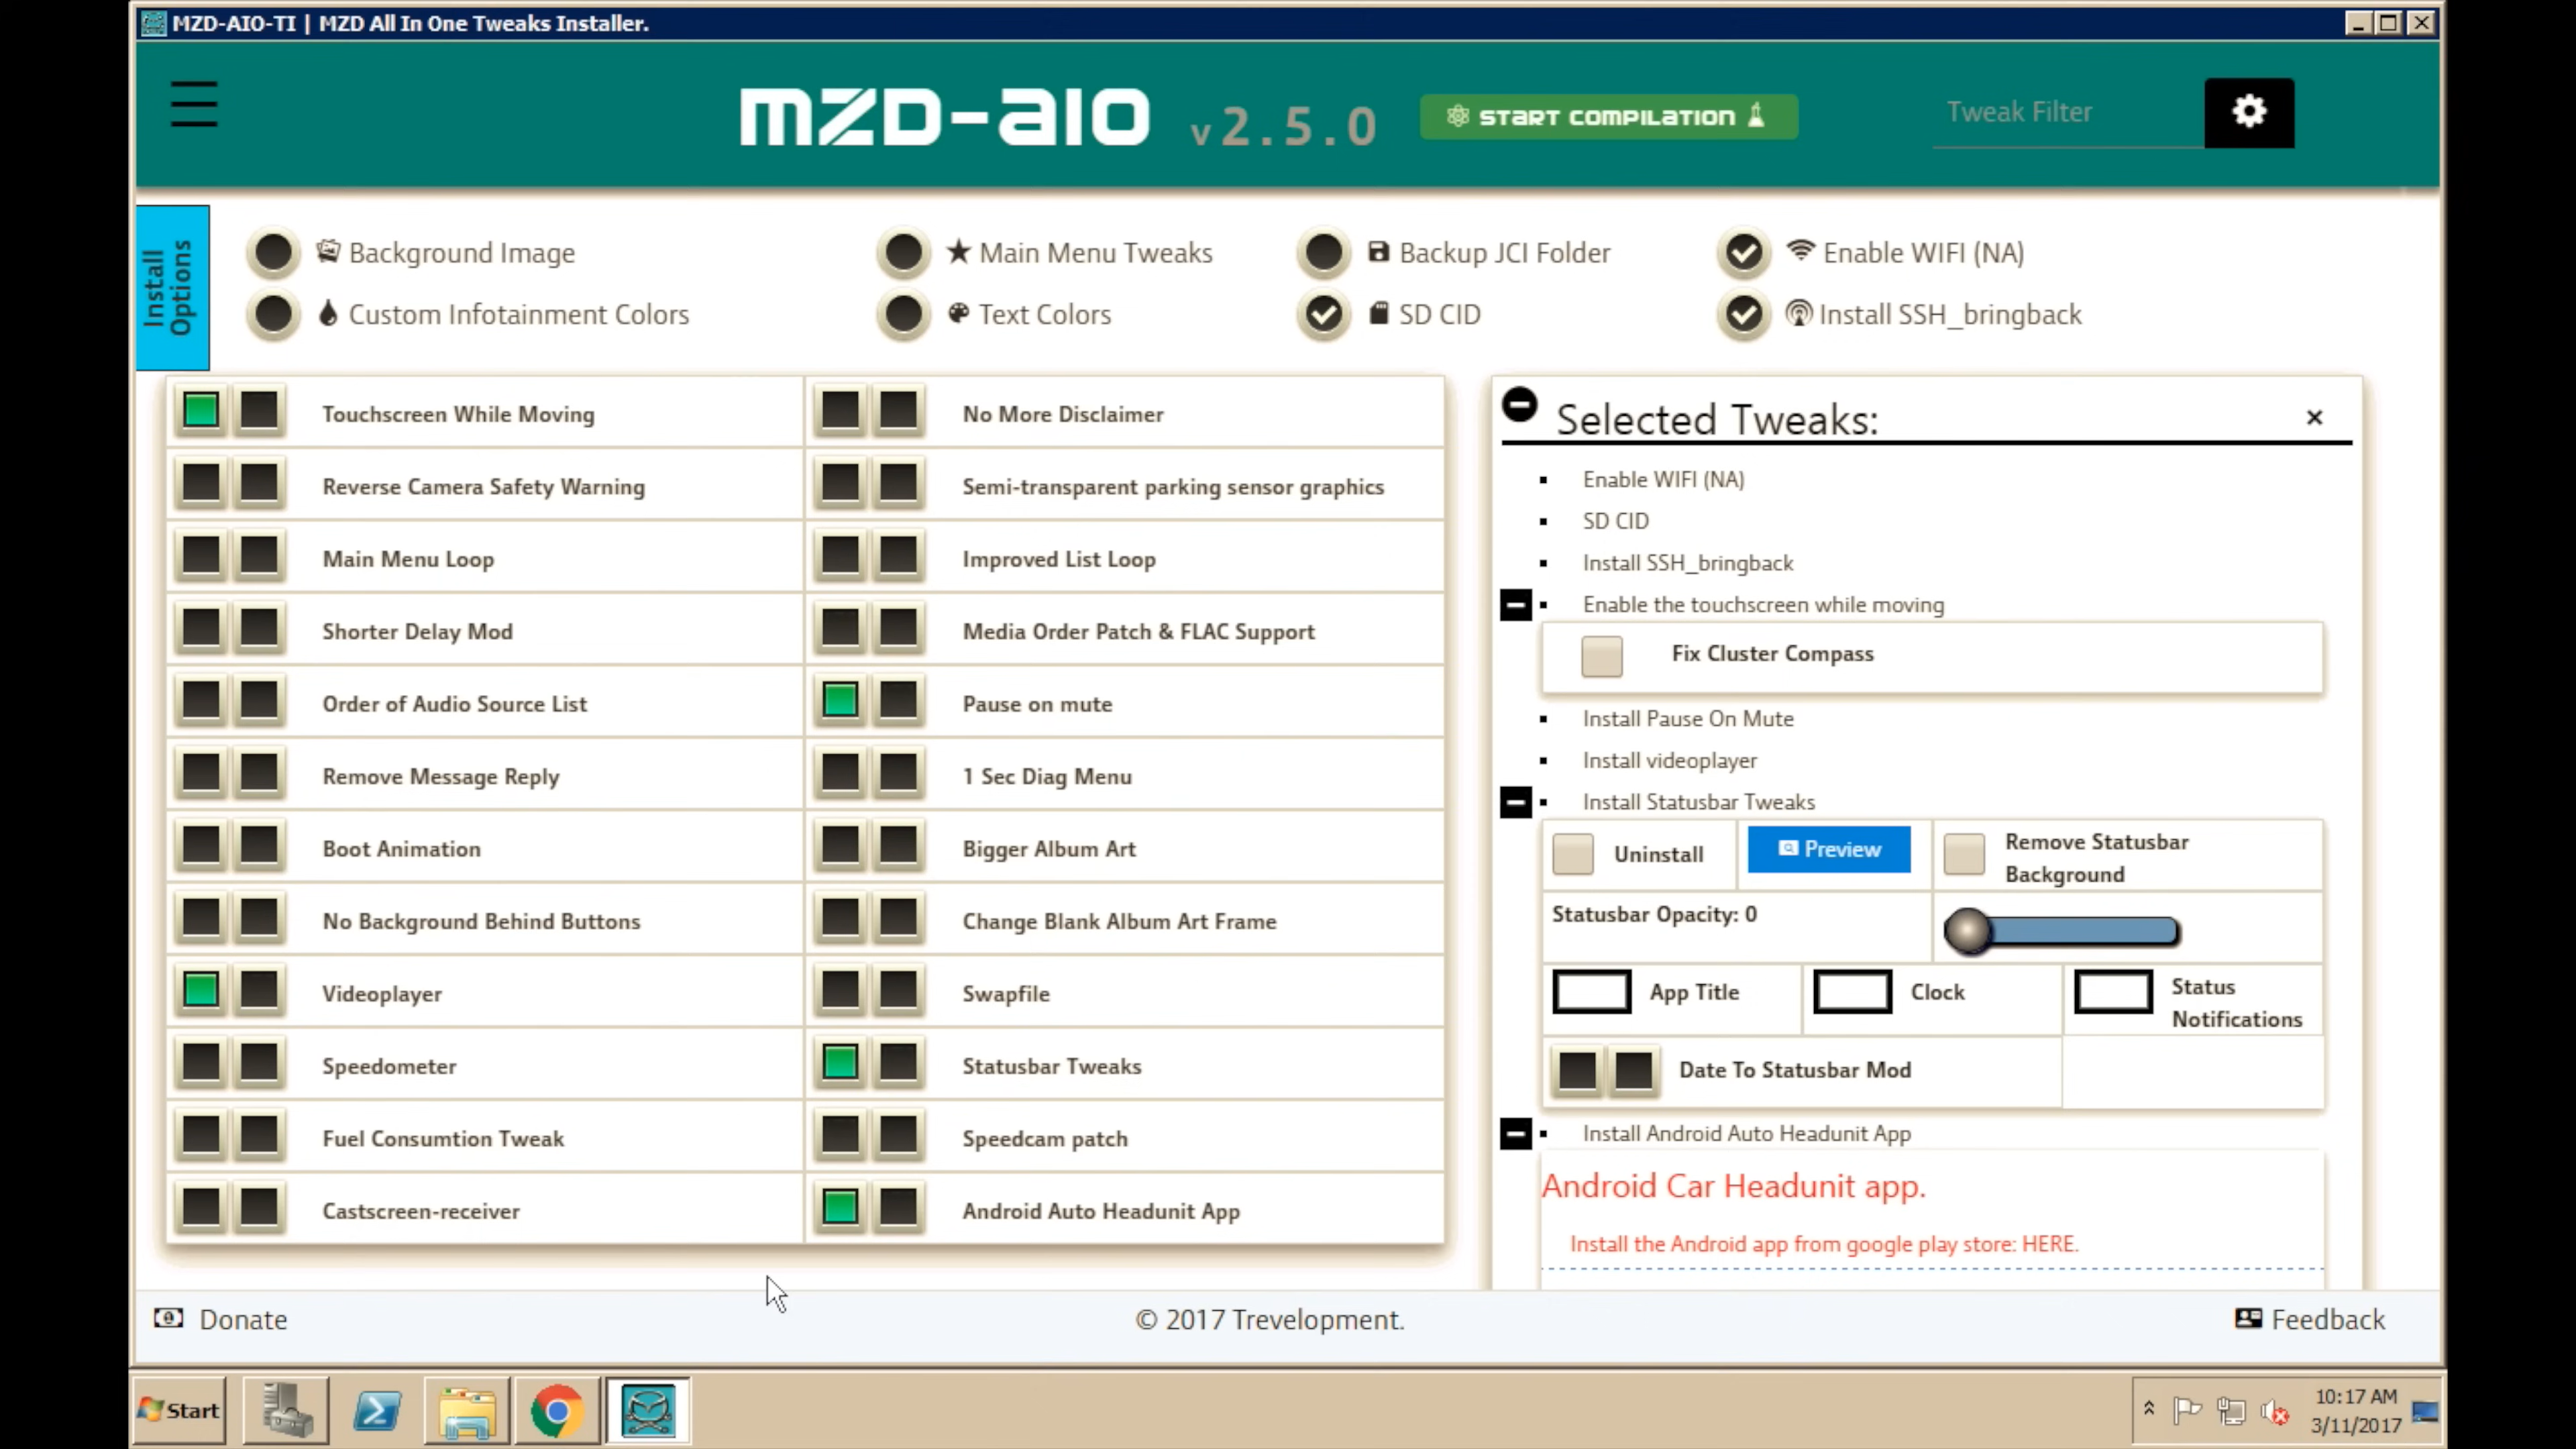 MZD-AIO-TI | MZD All In One Tweaks Installer.
MZD-AIO v2.5.0
START COMPILATION
Tweak Filter
Install Options
Background Image
Main Menu Tweaks
Backup JCI Folder
Enable WIFI (NA)
Custom Infotainment Colors
Text Colors
SD CID
Install SSH_bringback
Touchscreen While Moving
No More Disclaimer
Reverse Camera Safety Warning
Semi-transparent parking sensor graphics
Main Menu Loop
Improved List Loop
Shorter Delay Mod
Media Order Patch & FLAC Support
Order of Audio Source List
Pause on mute
Remove Message Reply
1 Sec Diag Menu
Boot Animation
Bigger Album Art
No Background Behind Buttons
Change Blank Album Art Frame
Videoplayer
Swapfile
Speedometer
Statusbar Tweaks
Fuel Consumtion Tweak
Speedcam patch
Castscreen-receiver
Android Auto Headunit App
Selected Tweaks:
Enable WIFI (NA)
SD CID
Install SSH_bringback
Enable the touchscreen while moving
Fix Cluster Compass
Install Pause On Mute
Install videoplayer
Install Statusbar Tweaks
Uninstall
Preview
Remove Statusbar
Background
Statusbar Opacity: 0
App Title
Clock
Status
Notifications
Date To Statusbar Mod
Install Android Auto Headunit App
Android Car Headunit app.
Install the Android app from google play store: HERE.
Donate
© 2017 Trevelopment.
Feedback
Start
10:17 AM
3/11/2017